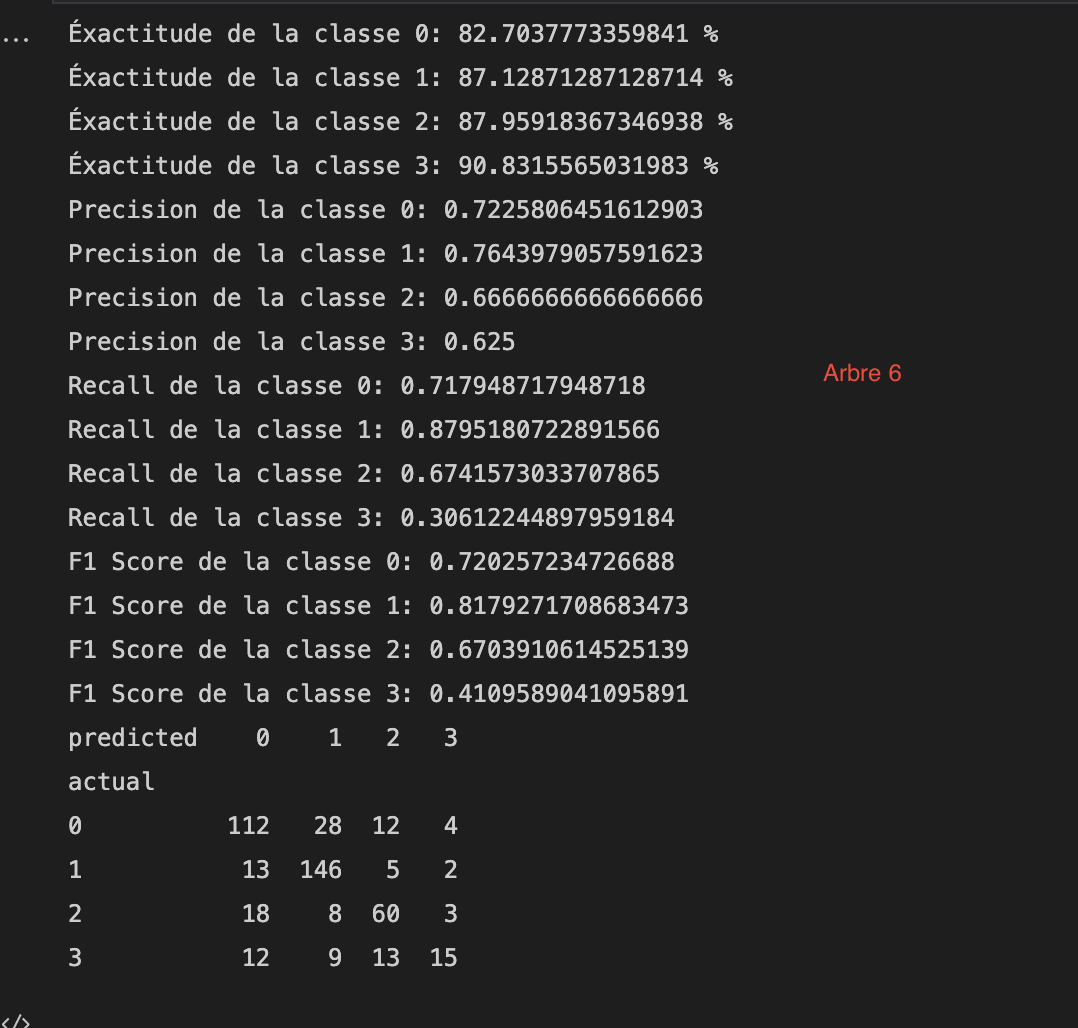 ...
Éxactitude de la classe 0: 82.7037773359841 %
Éxactitude de la classe 1: 87.12871287128714 %
Éxactitude de la classe 2: 87.95918367346938 %
Éxactitude de la classe 3: 90.8315565031983 %
Precision de la classe 0: 0.7225806451612903
Precision de la classe 1: 0.7643979057591623
Precision de la classe 2: 0.6666666666666666
Precision de la classe 3: 0.625
Arbre 6
Recall de la classe 0: 0.717948717948718
Recall de la classe 1: 0.8795180722891566
Recall de la classe 2: 0.6741573033707865
Recall de la classe 3: 0.30612244897959184
F1 Score de la classe 0: 0.720257234726688
F1 Score de la classe 1: 0.8179271708683473
F1 Score de la classe 2: 0.6703910614525139
F1 Score de la classe 3: 0.4109589041095891
predicted 0 1 2 3
actual
0 112 28 12 4
1 13 146 5 2
2 18 8 60 3
3 12 9 13 15
</>